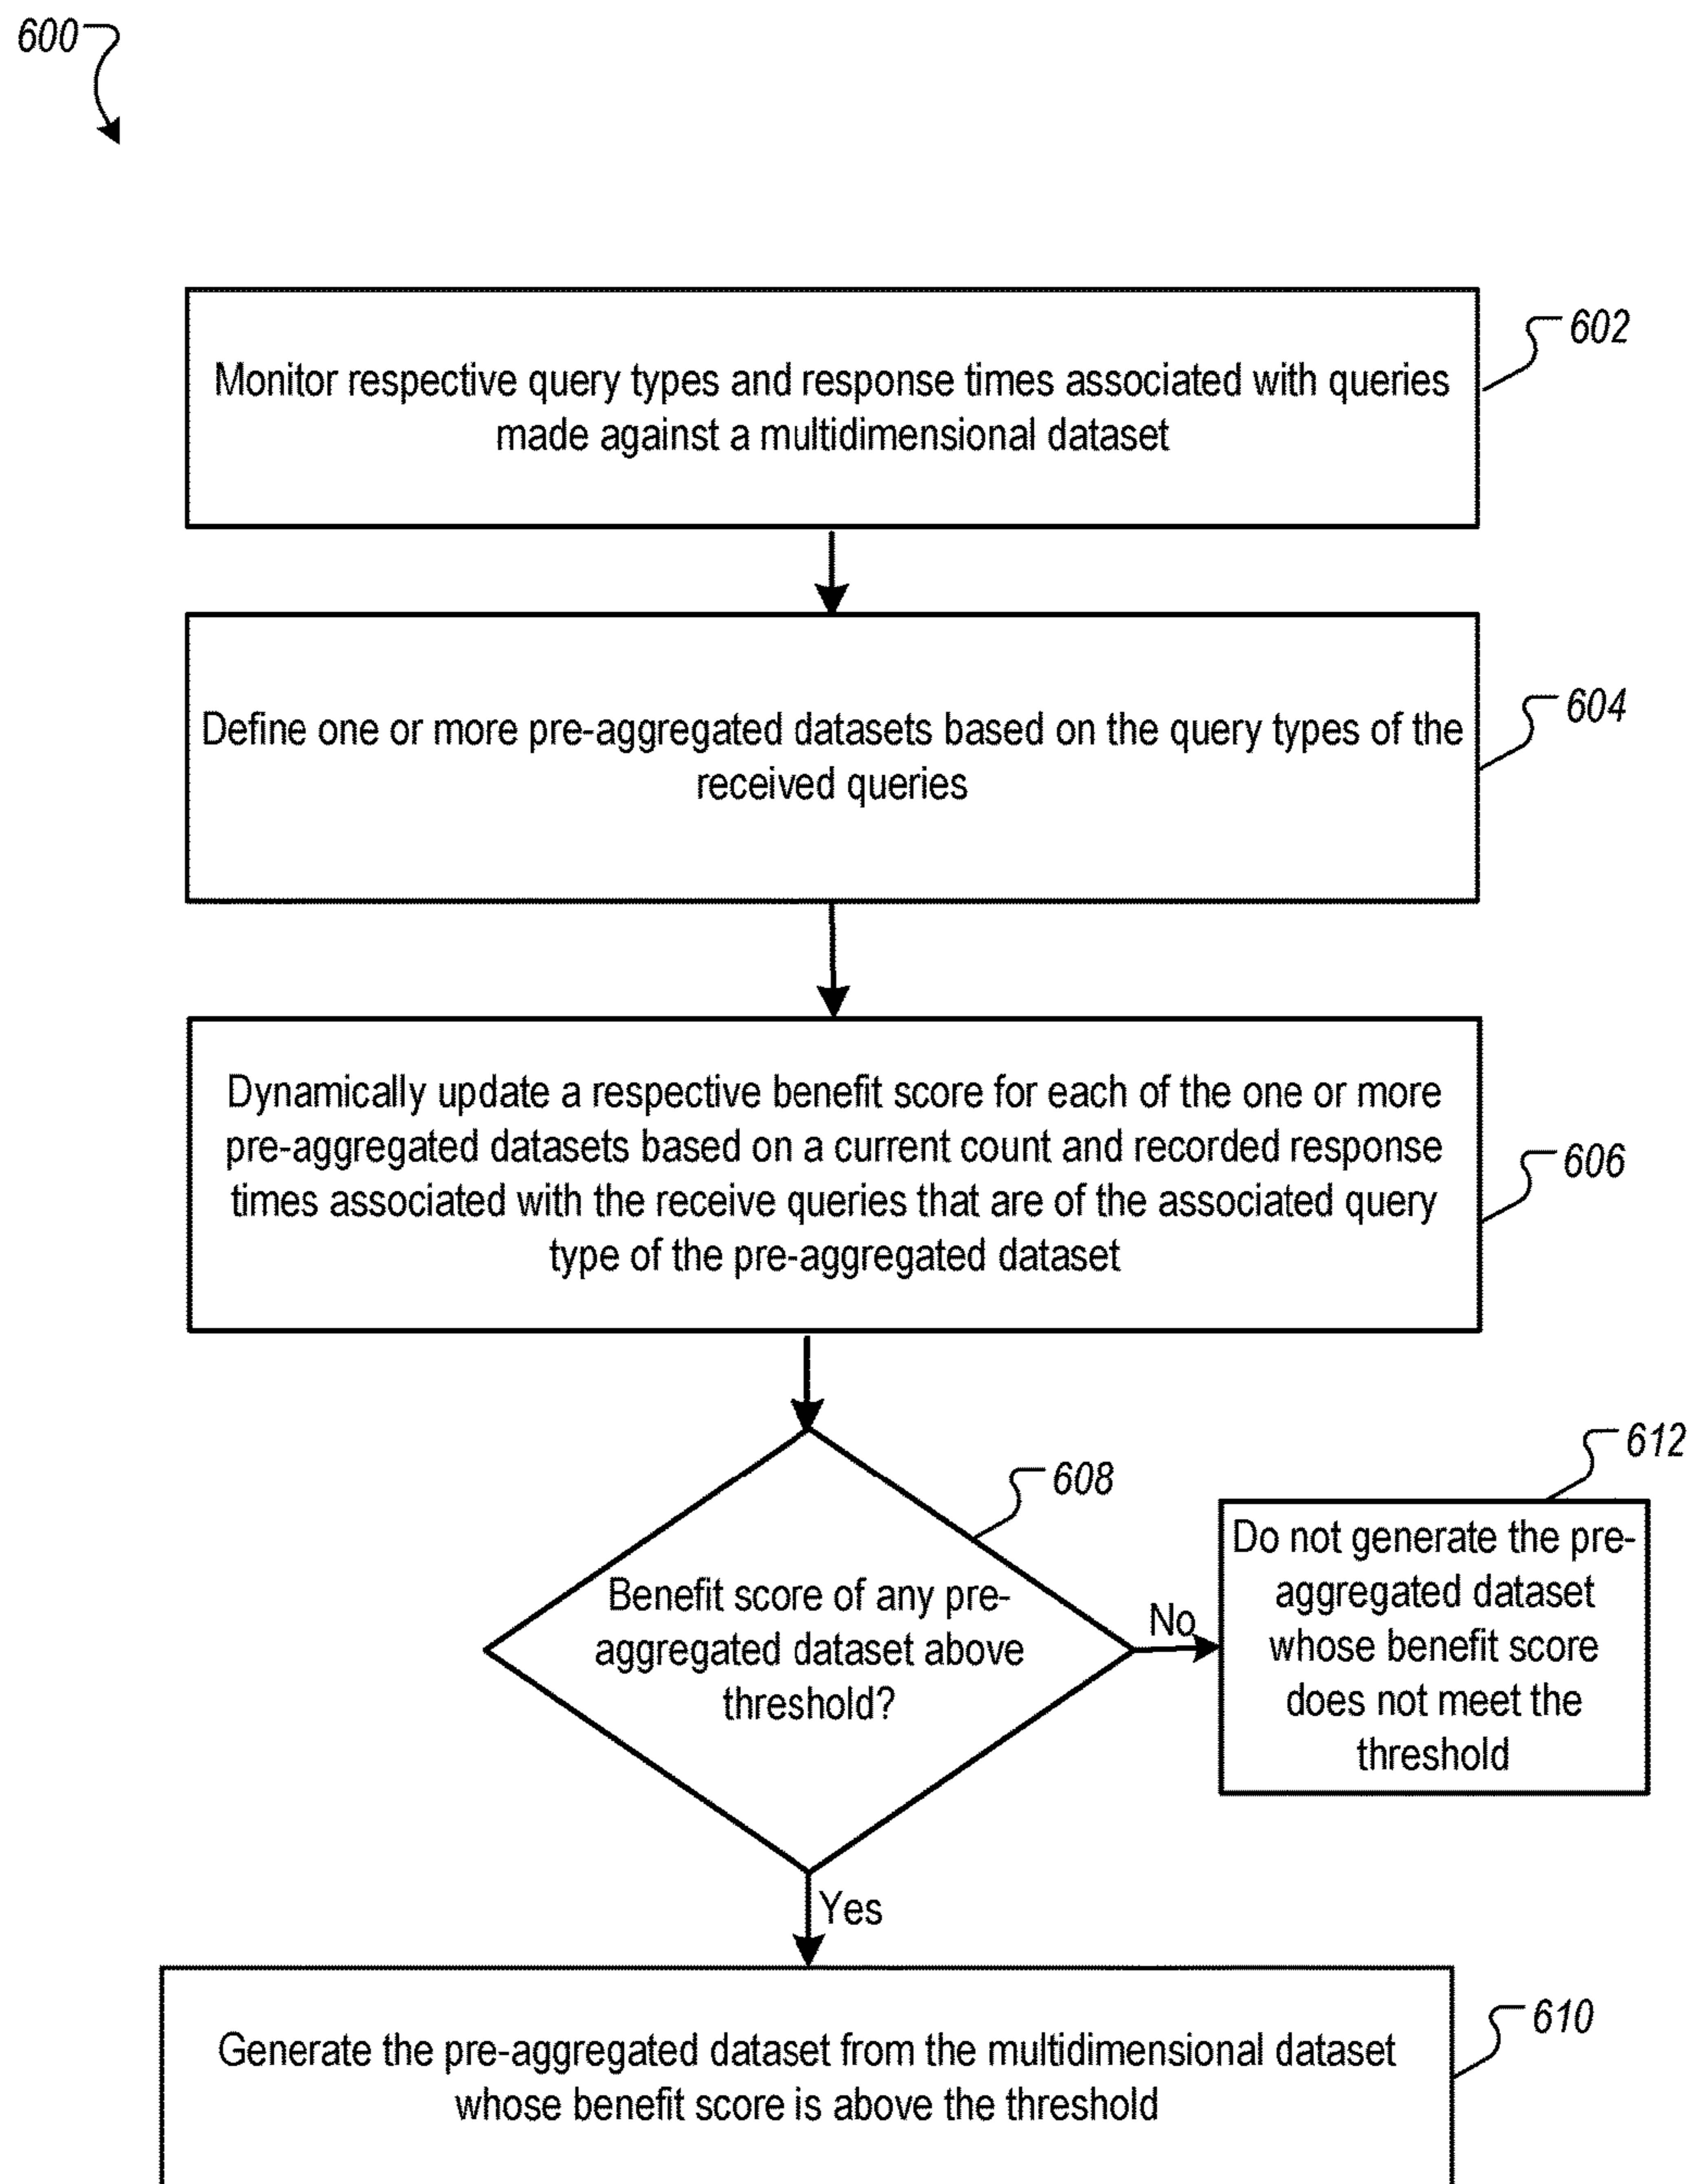 600
602
Monitor respective query types and response times associated with queries
made against a multidimensional dataset
604
Define one or more pre-aggregated datasets based on the query types of the
received queries
Dynamically update a respective benefit score for each of the one or more
pre-aggregated datasets based on a current count and recorded response
606
times associated with the receive queries that are of the associated query
type of the pre-aggregated dataset
608
Benefit score of any pre-
aggregated dataset above
threshold?
612
No
Do not generate the pre-
aggregated dataset
whose benefit score
does not meet the
threshold
Yes
610
Generate the pre-aggregated dataset from the multidimensional dataset
whose benefit score is above the threshold